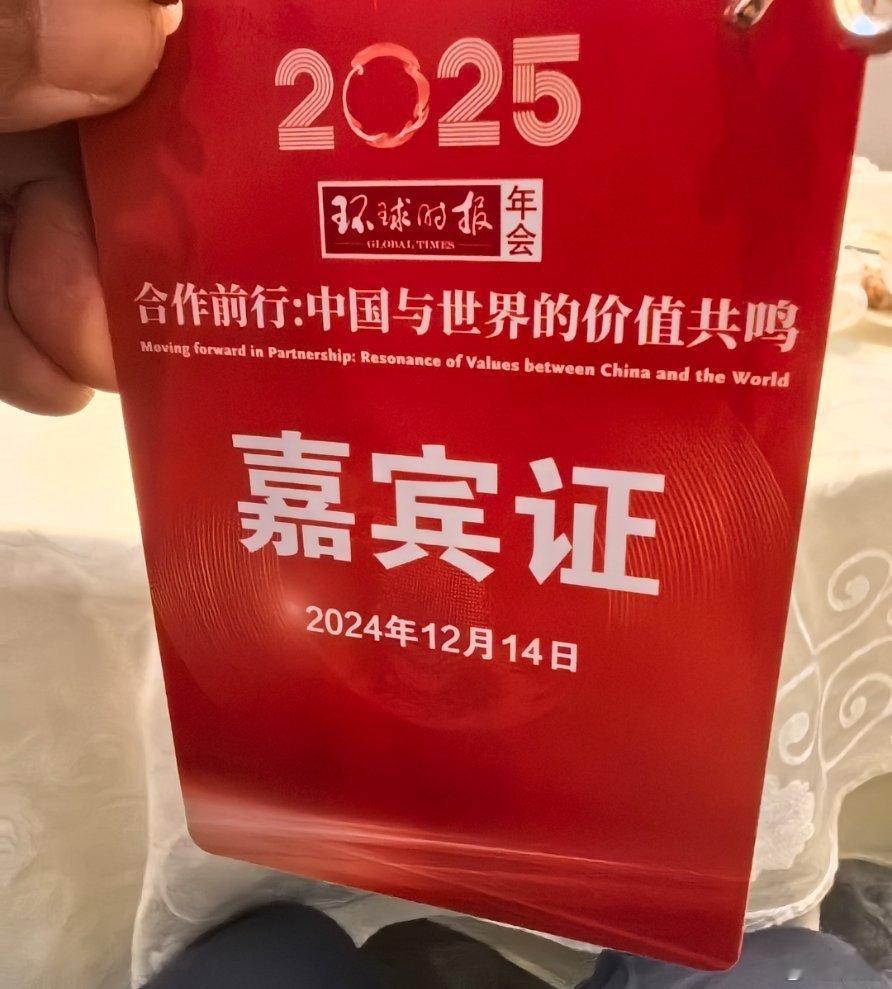 2025
环球时报 年会
GLOBAL TIMES
合作前行:中国与世界的价值共鸣
Moving forward in Partnership: Resonance of Values between China and the World
嘉宾证
2024年12月14日